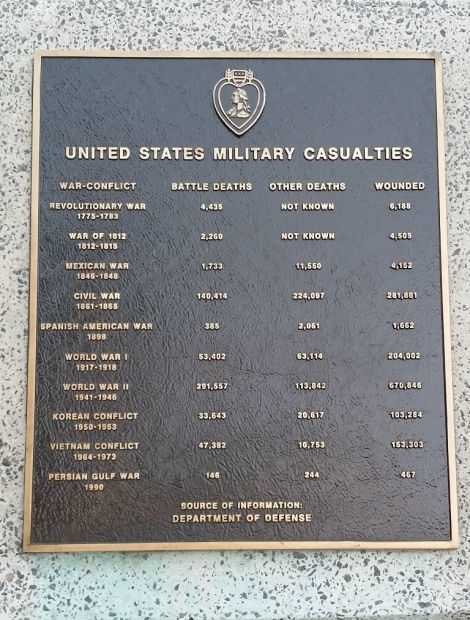 UNITED STATES MILITARY CASUALTIES
WAR-CONFLICT BATTLE DEATHS OTHER DEATHS WOUNDED
REVOLUTIONARY WAR 4,435 NOT KNOWN 6,188
1775-1783
WAR OF 1812 2,260 NOT KNOWN 4,505
1812-1815
MEXICAN WAR 1,733 11,550 4,152
1846-1848
CIVIL WAR 140,414 224,097 281,881
1861-1865
SPANISH AMERICAN WAR 385 2,061 1,662
1898
WORLD WAR I 53,402 63,114 204,002
1917-1918
WORLD WAR II 291,557 113,842 670,846
1941-1946
KOREAN CONFLICT 33,643 20,617 103,284
1950-1953
VIETNAM CONFLICT 47,382 10,753 153,303
1964-1973
PERSIAN GULF WAR 146 244 467
1990
SOURCE OF INFORMATION:
DEPARTMENT OF DEFENSE